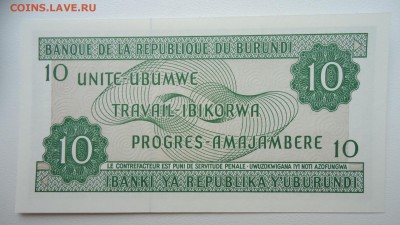 COINS.LAVE.RU
BANQUE DE LA REPUBLIQUE DU BURUNDI
10 UNITE-UBUMWE 10
TRAVAIL-IBIKORWA
PROGRES-AMAJAMBERE
10 10
LE CONTREFACTEUR EST PUNI DE SERVITUDE PENALE-UWUZOKWIGANA IYI NOTI AZOFUNGWA
IBANKI YA REPUBLIKA Y'UBURUNDI